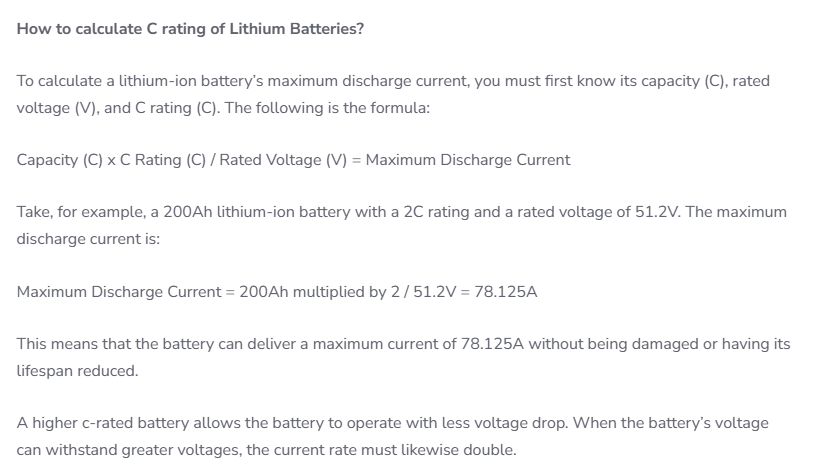 How to calculate C rating of Lithium Batteries?
To calculate a lithium-ion battery’s maximum discharge current, you must first know its capacity (C), rated
voltage (V), and C rating (C). The following is the formula:
Capacity (C) x C Rating (C) / Rated Voltage (V) = Maximum Discharge Current
Take, for example, a 200Ah lithium-ion battery with a 2C rating and a rated voltage of 51.2V. The maximum
discharge current is:
Maximum Discharge Current = 200Ah multiplied by 2 / 51.2V = 78.125A
This means that the battery can deliver a maximum current of 78.125A without being damaged or having its
lifespan reduced.
A higher c-rated battery allows the battery to operate with less voltage drop. When the battery’s voltage
can withstand greater voltages, the current rate must likewise double.